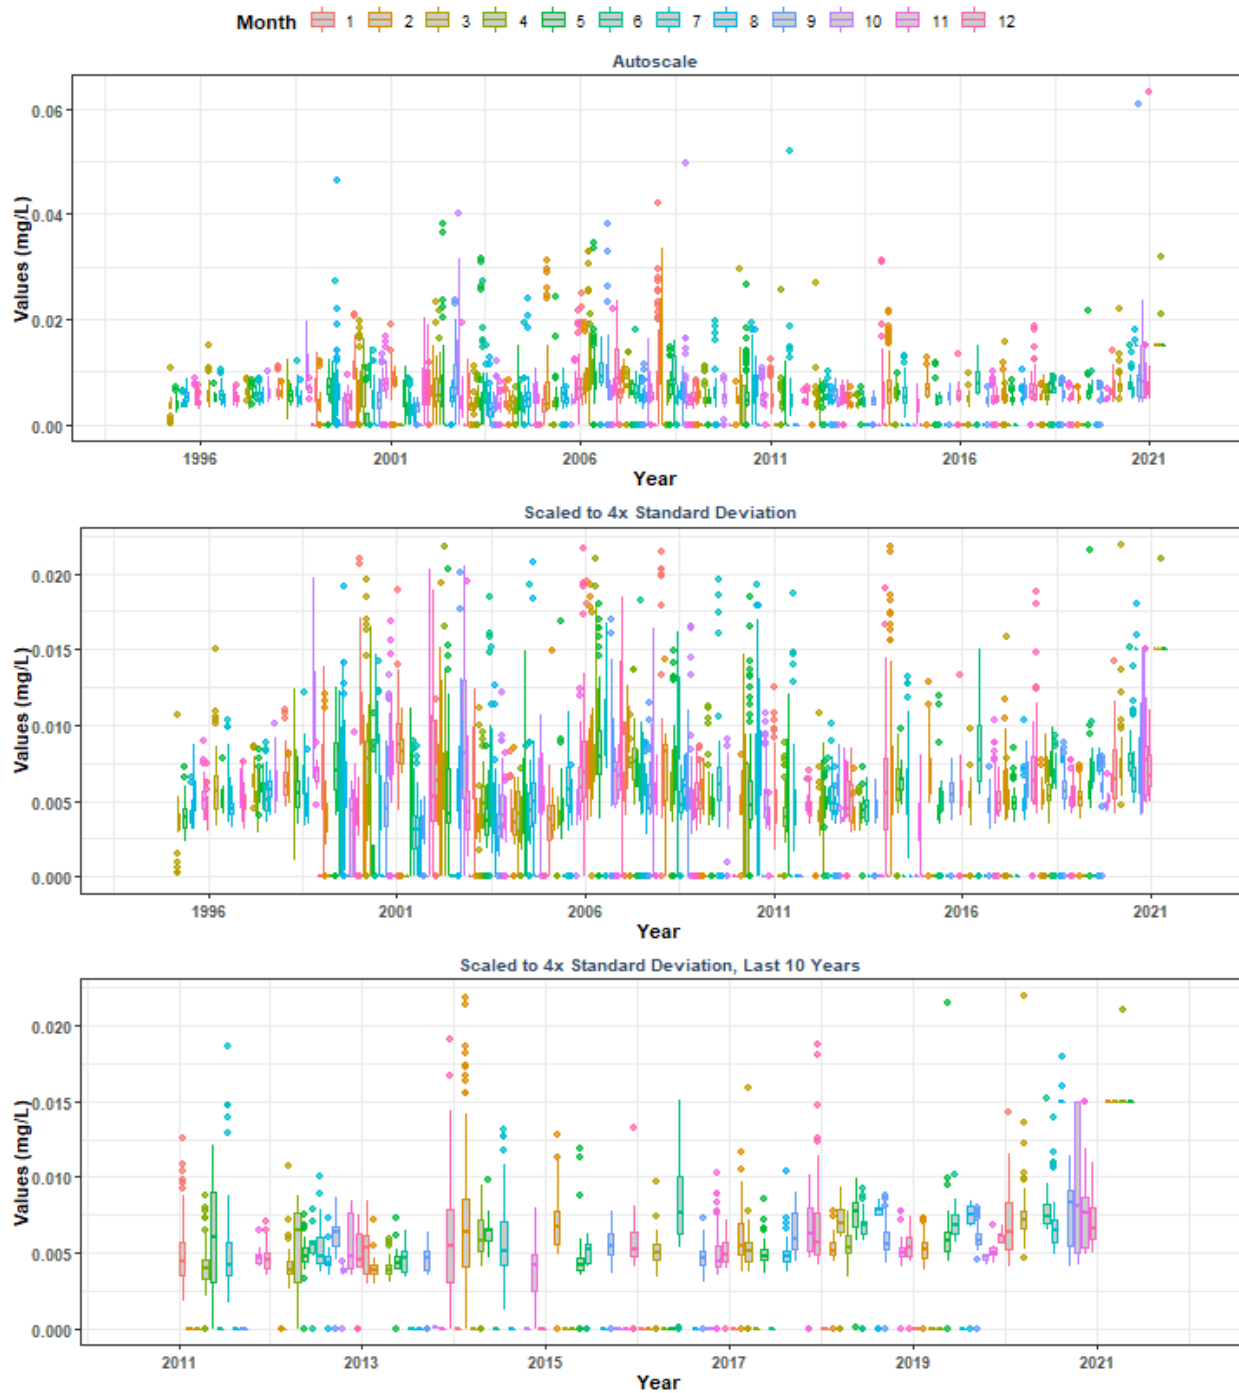 Month 1 2 3 4 5 6 7 8 9 10 11 12
Autoscale
Values (mg/L)
0.06
0.04
0.02
0.00
1996 2001 2006 2011 2016 2021
Year
Scaled to 4x Standard Deviation
Values (mg/L)
0.020
0.015
0.010
0.005
0.000
1996 2001 2006 2011 2016 2021
Year
Scaled to 4x Standard Deviation, Last 10 Years
Values (mg/L)
0.020
0.015
0.010
0.005
0.000
2011 2013 2015 2017 2019 2021
Year